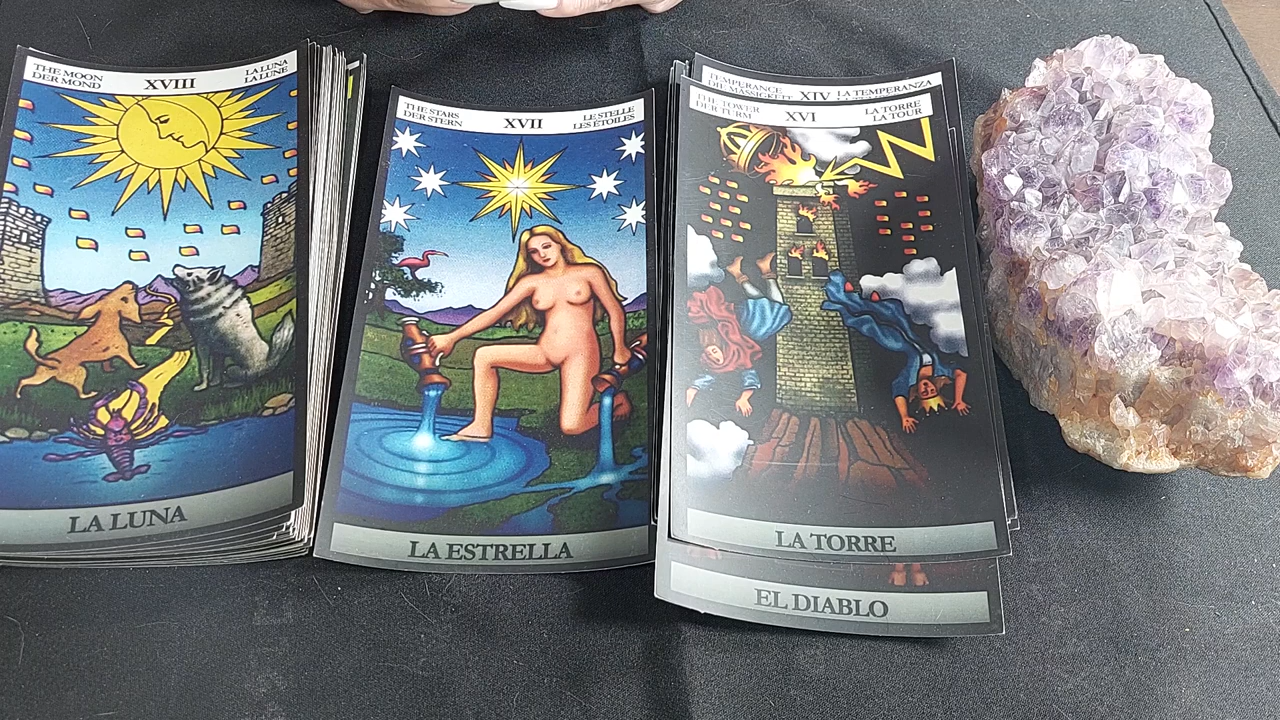 THE MOON
DER MOND
XVIII
LA LUNA
LA LUNE
LA LUNA
THE STARS
DER STERN
XVII
LE STELLE
LES ÉTOILES
LA ESTRELLA
TEMPERANCE
DIE MÄSSIGKEIT
XIV
LA TEMPERANZA
THE TOWER
DER TURM
XVI
LA TORRE
LA TOUR
LA TORRE
EL DIABLO